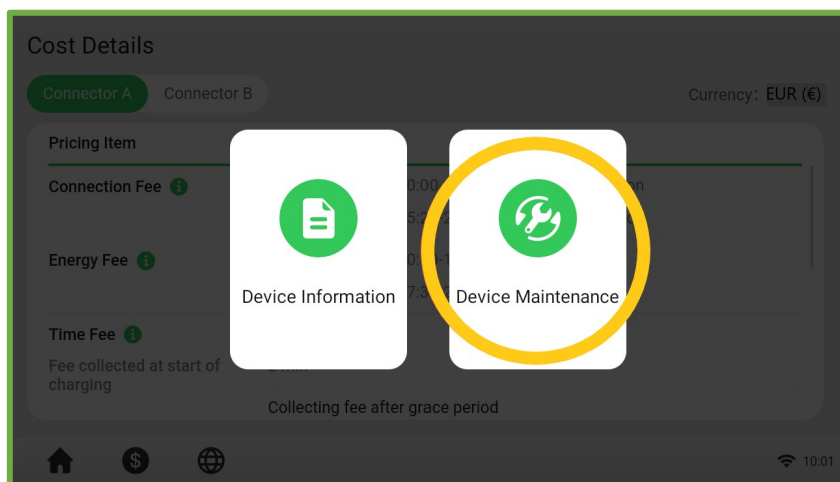 Cost Details
Connector A Connector B
Currency: EUR (€)
Pricing Item
Connection Fee
Energy Fee
Device Information
Device Maintenance
Time Fee
Fee collected at start of
charging
Collecting fee after grace period
10:01